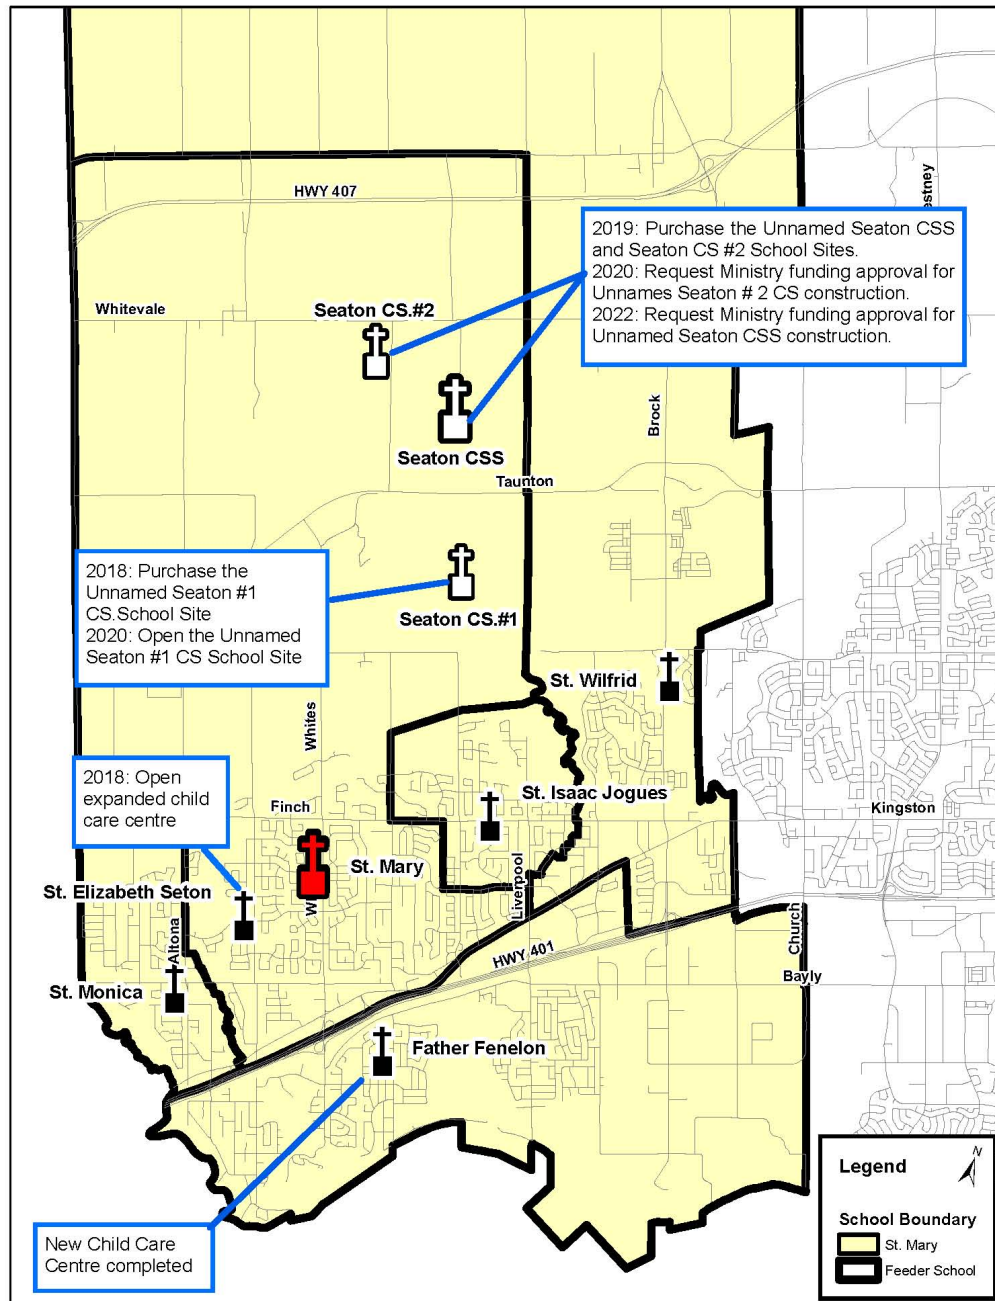 HWY 407
estney
2019: Purchase the Unnamed Seaton CSS
and Seaton CS #2 School Sites.
2020: Request Ministry funding approval for
Unnames Seaton # 2 CS construction.
2022: Request Ministry funding approval for
Unnamed Seaton CSS construction.
Whitevale
Seaton CS.#2
Brock
Seaton CSS
Taunton
2018: Purchase the
Unnamed Seaton #1
CS.School Site
2020: Open the Unnamed
Seaton #1 CS School Site
Seaton CS.#1
St. Wilfrid
Whites
2018: Open
expanded child
care centre
Finch
St. Isaac Jogues
Kingston
St. Mary
W
Liverpool
St. Elizabeth Seton
Altona
HWY 401
Church
Bayly
St. Monica
Father Fenelon
New Child Care
Centre completed
Legend
N
School Boundary
St. Mary
Feeder School